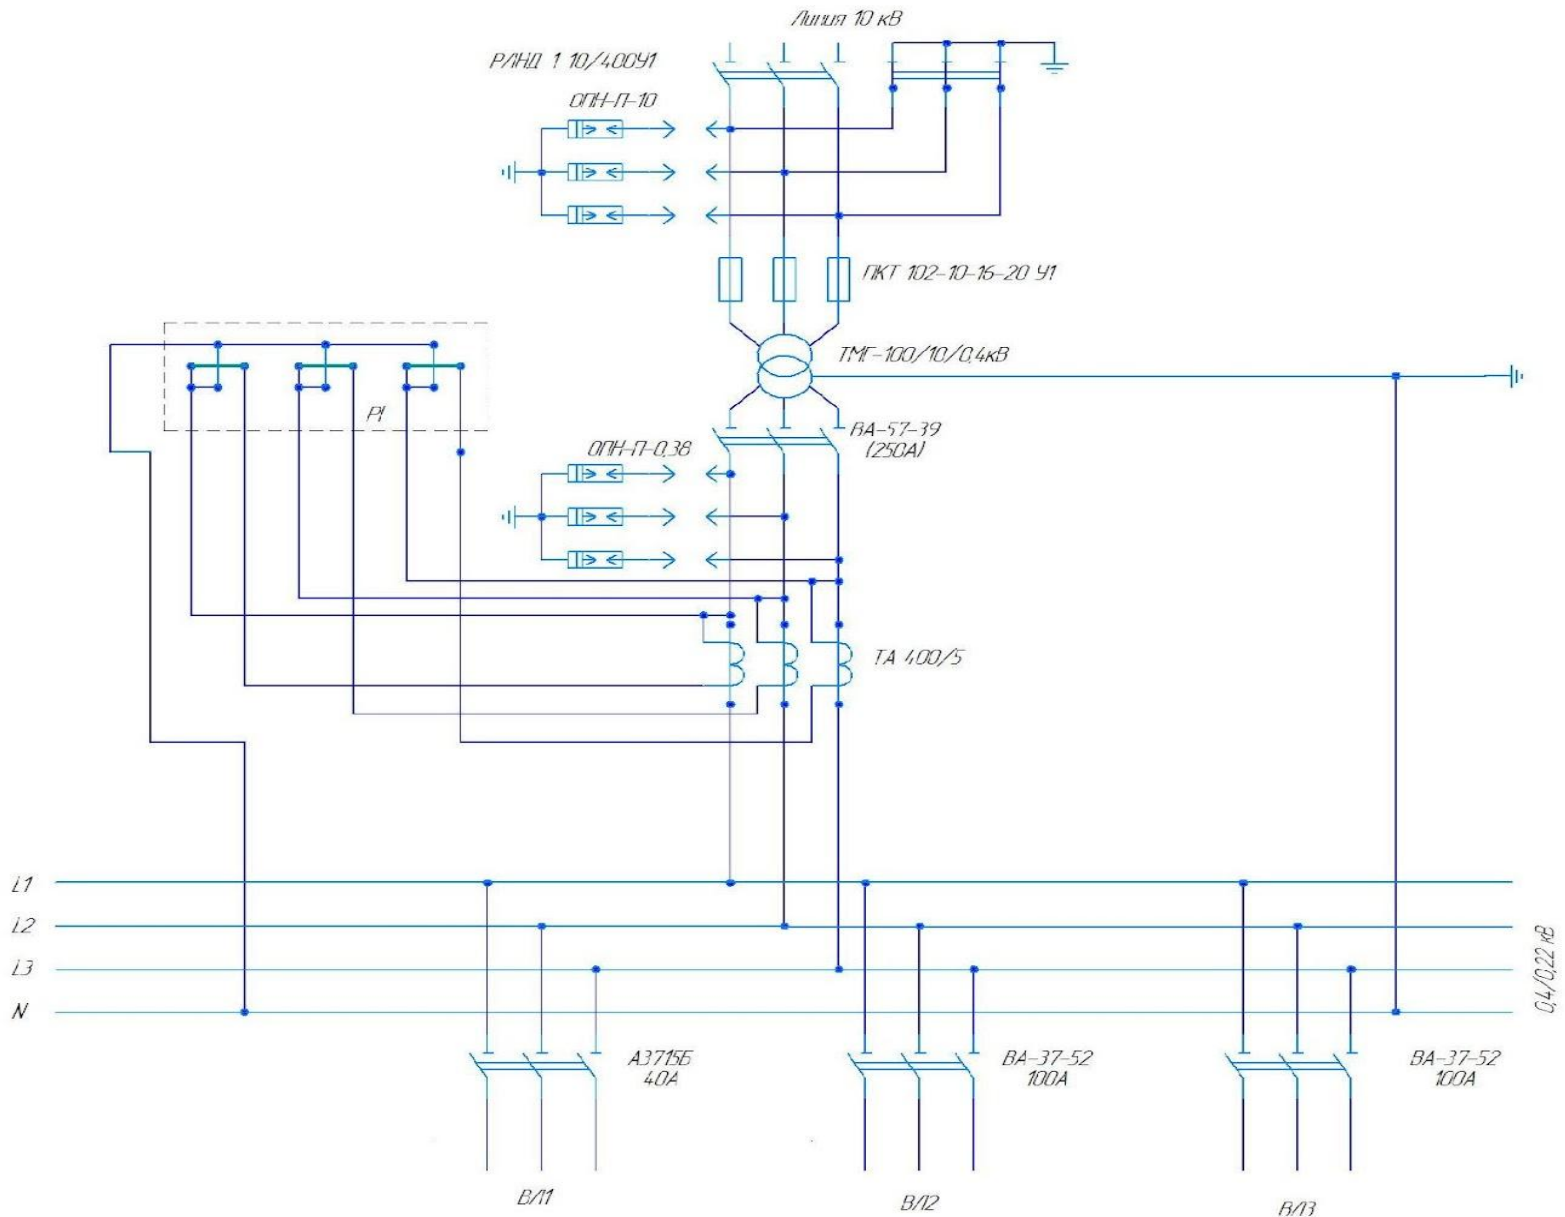 Линия 10 кВ
РЛНД 1 10/400У1
ОПН-П-10
ПКТ 102-10-16-20 У1
ТМГ-100/10/0,4кВ
PI
ВА-57-39
(250А)
ОПН-П-0,38
ТА 400/5
L1
L2
L3
N
0,4/0,22 кВ
А3715Б
40А
ВА-37-52
100А
ВА-37-52
100А
ВЛ1
ВЛ2
ВЛ3